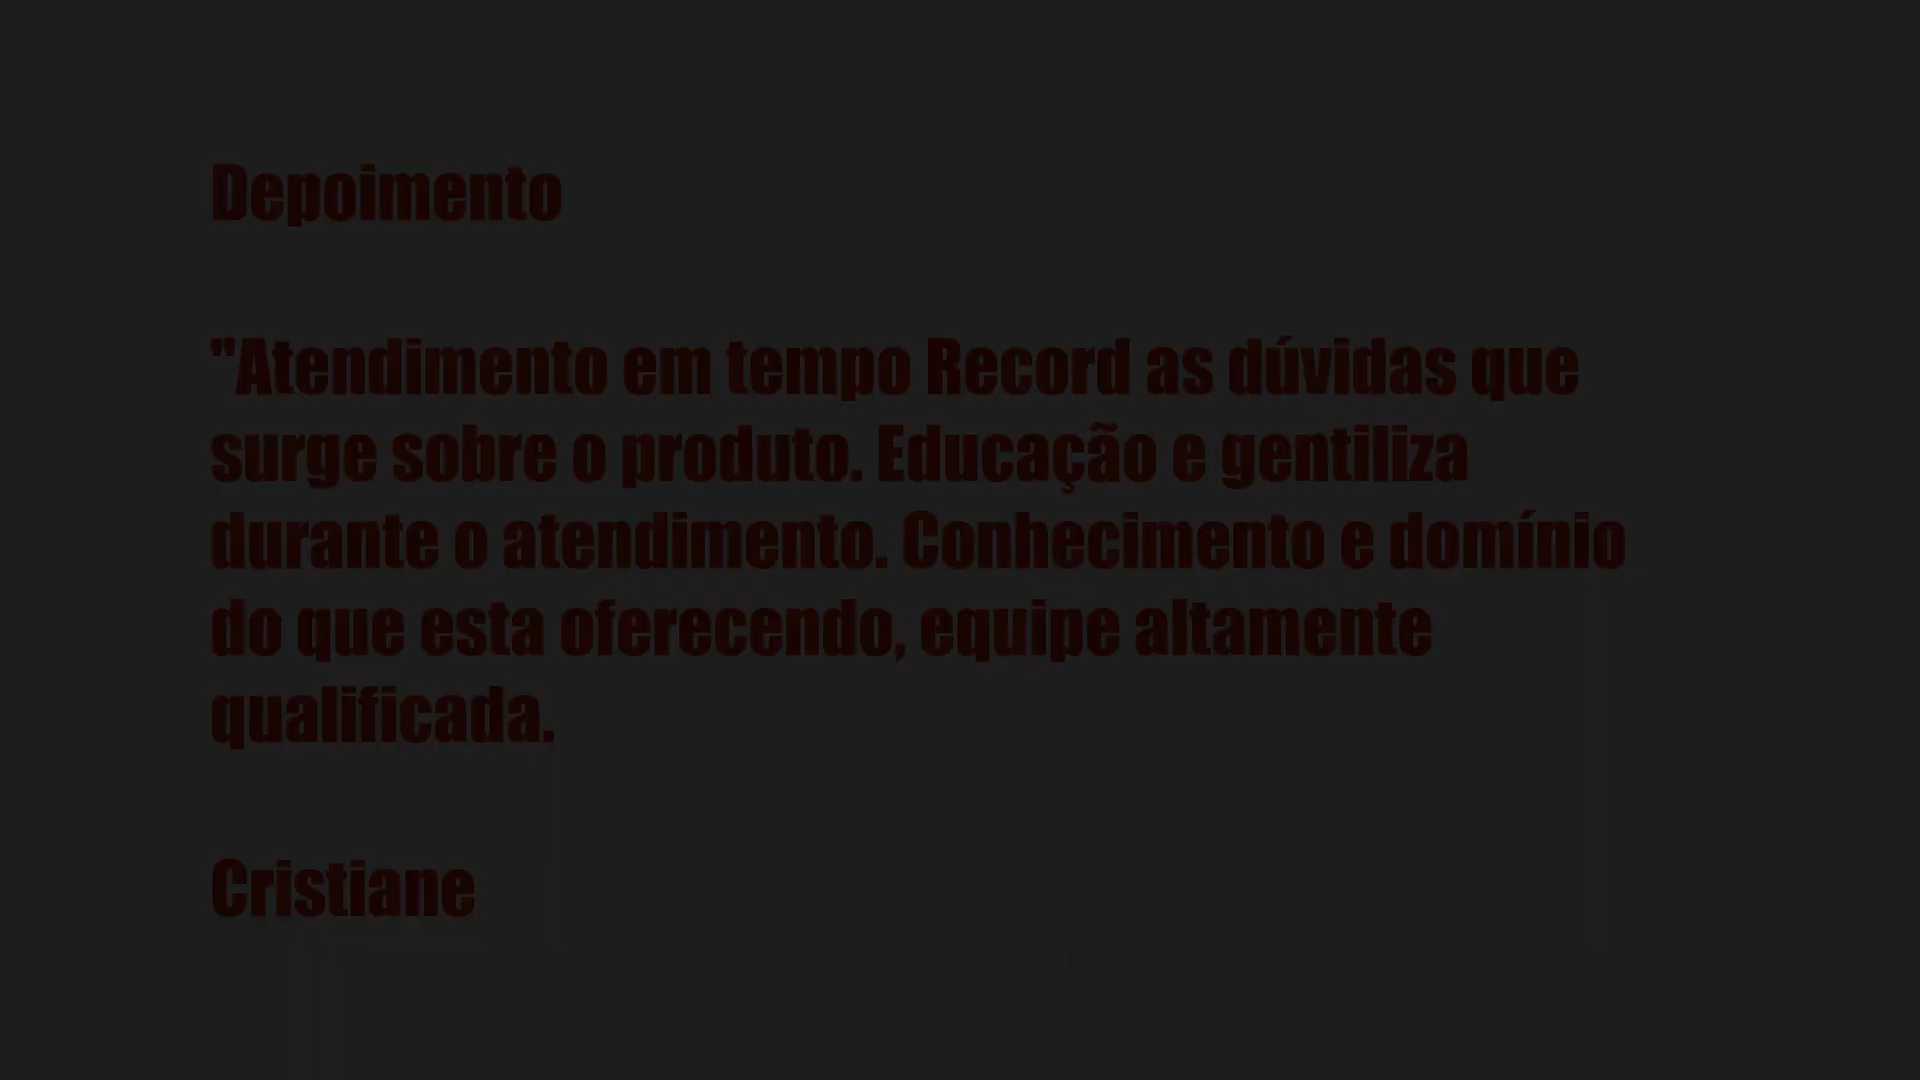 Depoimento
"Atendimento em tempo Record as dúvidas que
surge sobre o produto. Educação e gentiliza
durante o atendimento. Conhecimento e domínio
do que esta oferecendo, equipe altamente
qualificada.
Cristiane